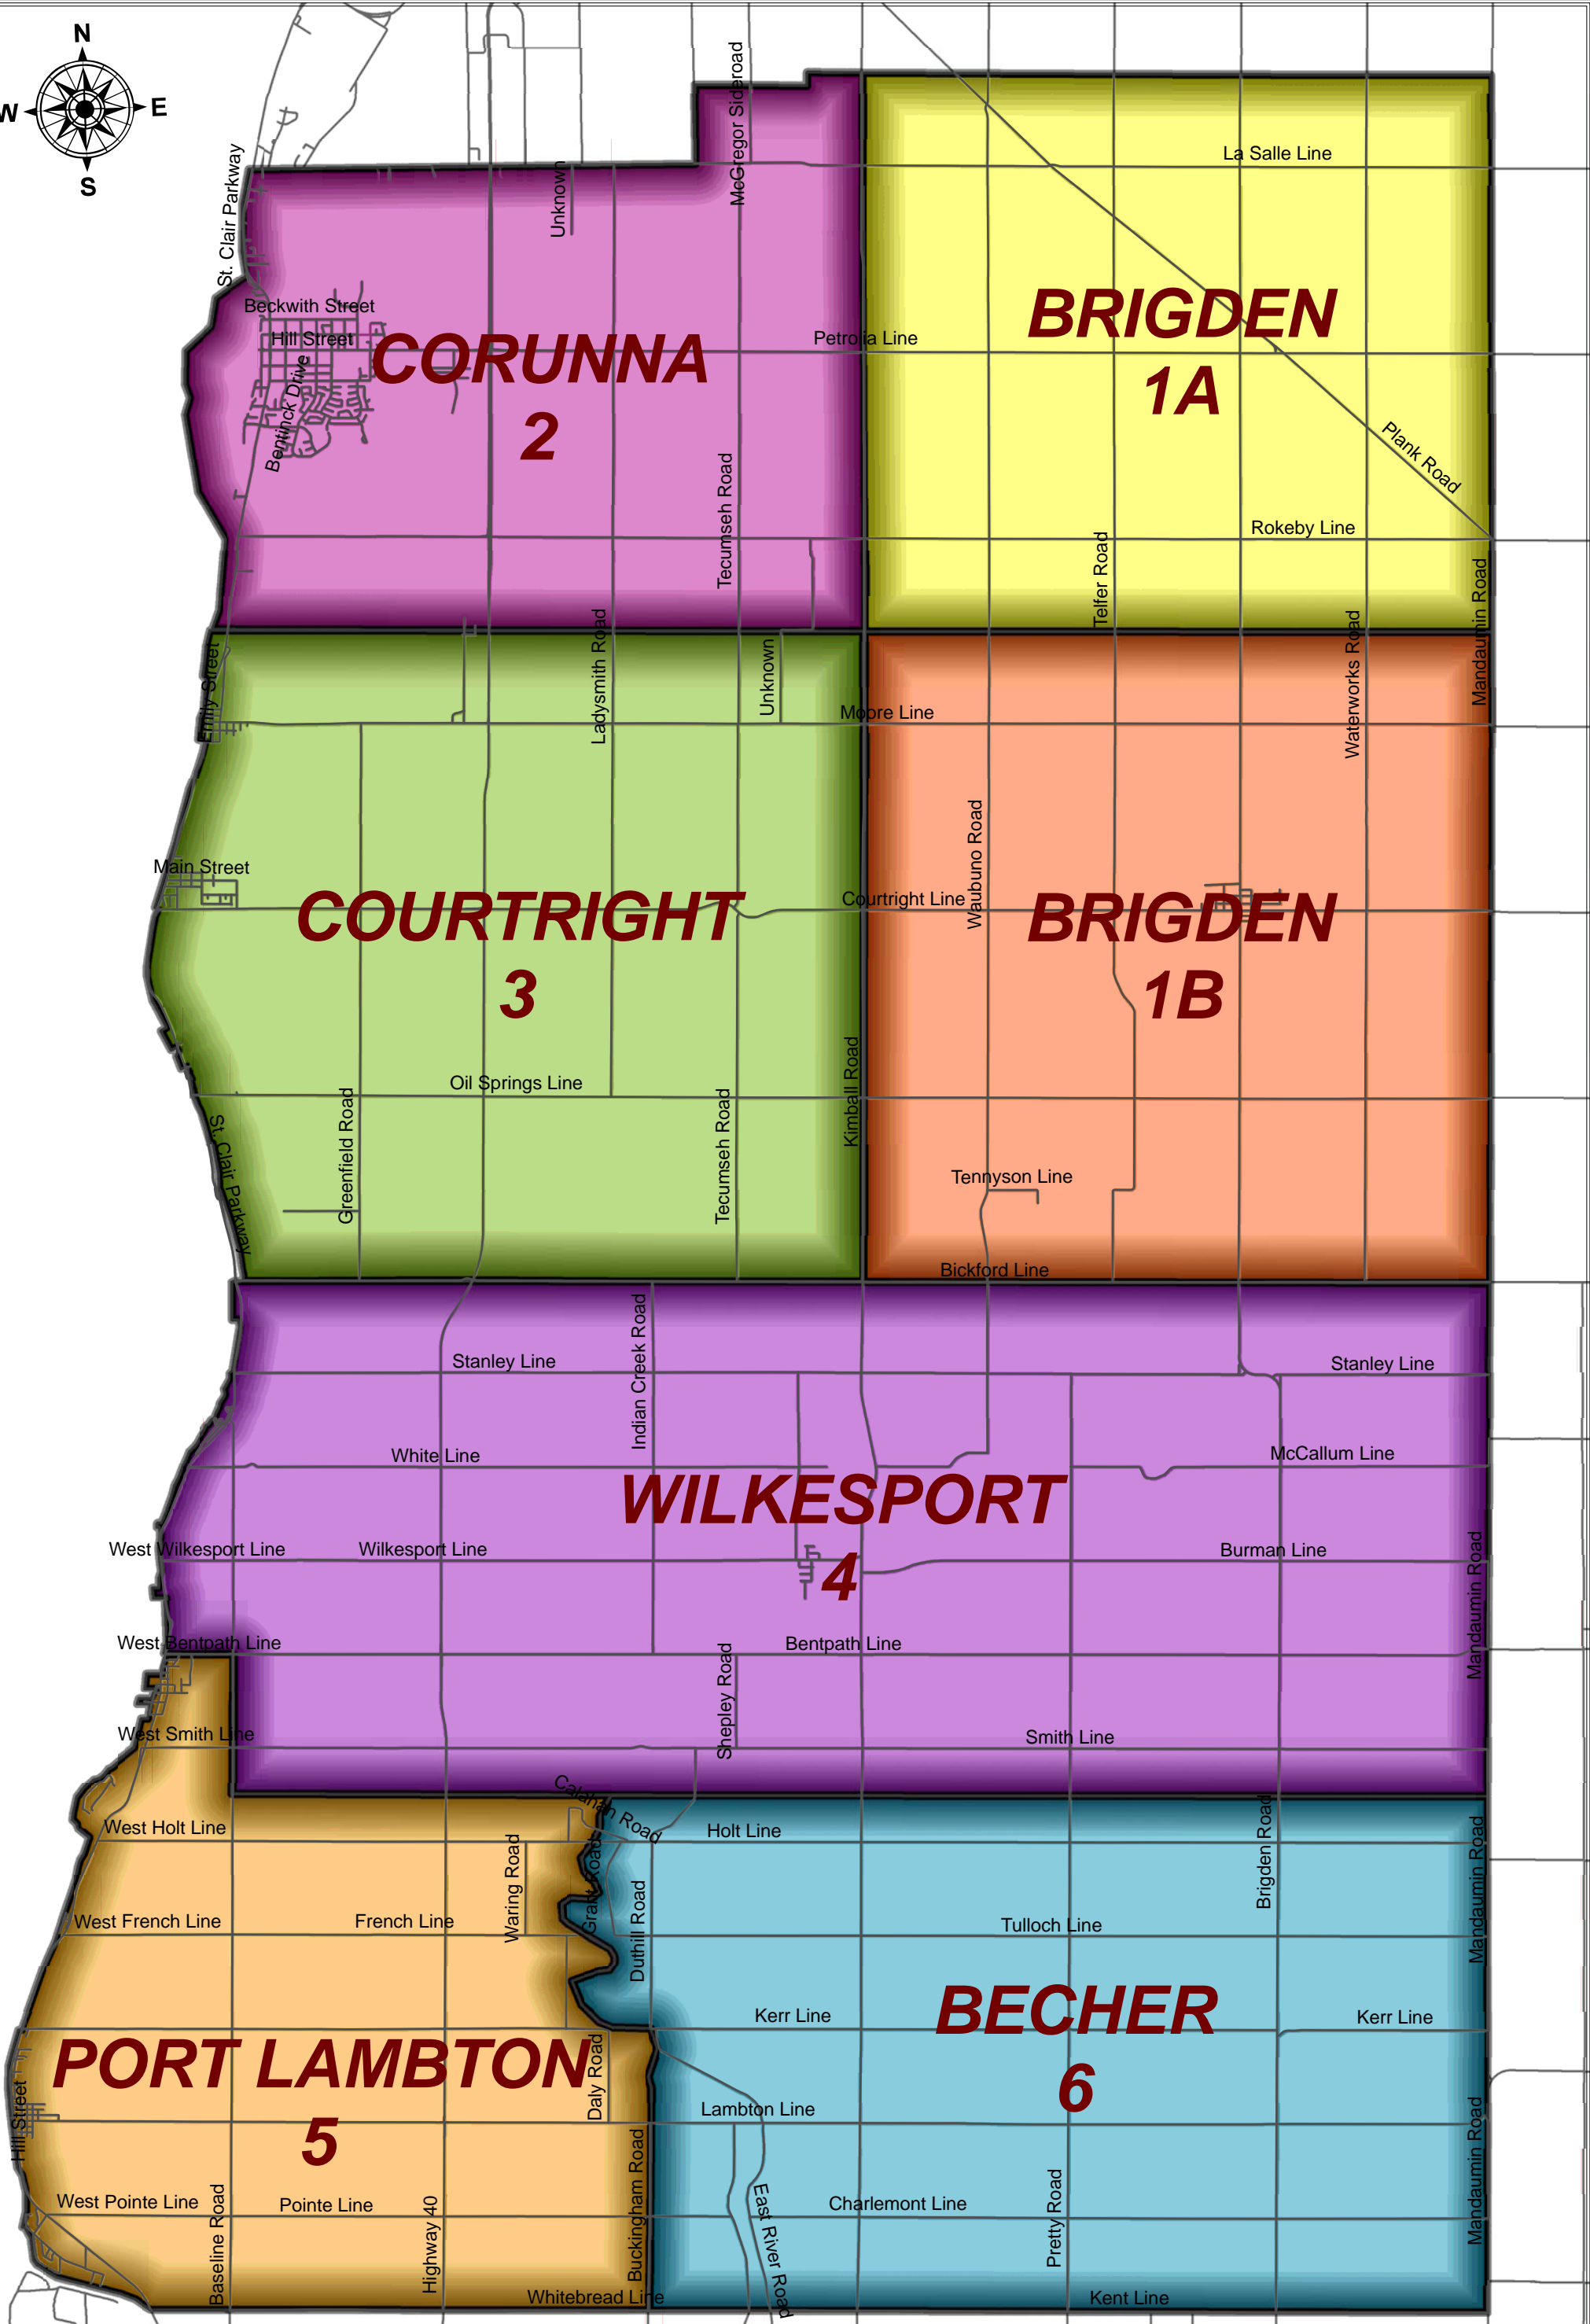 N
W
E
S
St. Clair Parkway
Unknown
McGregor Sideroad
La Salle Line
Beckwith Street
Hill Street
Bentinck Drive
CORUNNA
2
Petrolia Line
BRIGDEN
1A
Plank Road
Tecumseh Road
Rokeby Line
Telfer Road
Mandaumin Road
Emily Street
Ladysmith Road
Unknown
Moore Line
Waterworks Road
Main Street
COURTRIGHT
3
Courtright Line
Waubuno Road
BRIGDEN
1B
Kimball Road
Oil Springs Line
St. Clair Parkway
Greenfield Road
Tecumseh Road
Tennyson Line
Bickford Line
Stanley Line
Indian Creek Road
Stanley Line
White Line
McCallum Line
WILKESPORT
4
West Wilkesport Line
Wilkesport Line
Burman Line
Mandaumin Road
West Bentpath Line
Bentpath Line
Shepley Road
West Smith Line
Smith Line
Calahan Road
West Holt Line
Holt Line
Brigden Road
Mandaumin Road
Waring Road
Grant Road
Duthill Road
West French Line
French Line
Tulloch Line
BECHER
6
Kerr Line
Kerr Line
PORT LAMBTON
5
Daly Road
Hill Street
Lambton Line
Buckingham Road
Mandaumin Road
West Pointe Line
Pointe Line
Charlemont Line
Baseline Road
Highway 40
East River Road
Pretty Road
Whitebread Line
Kent Line